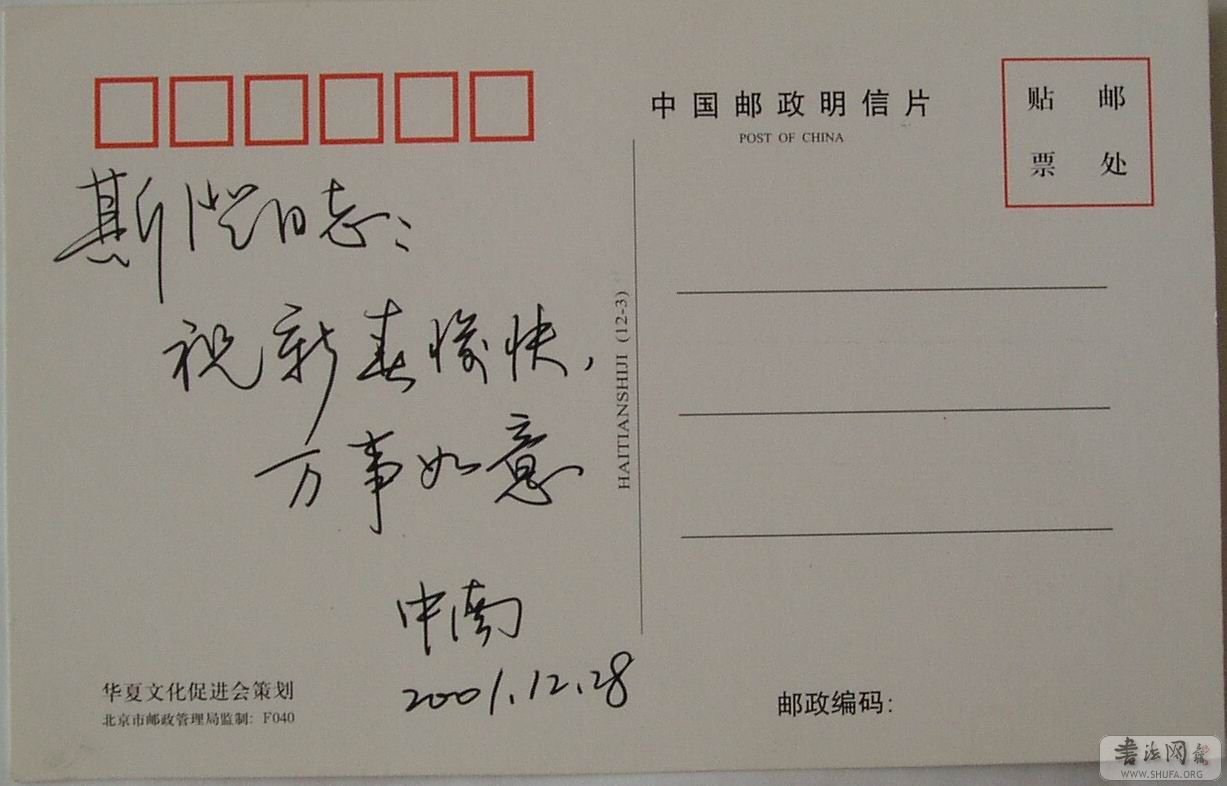 斯隆同志：
祝新春愉快，
万事如意
中南
2001.12.28
华夏文化促进会策划
北京市邮政管理局监制：F040
HAITIANSHIJI (12-3)
中国邮政明信片
POST OF CHINA
贴 邮
票 处
邮政编码：
书法网
WWW.SHUFA.ORG